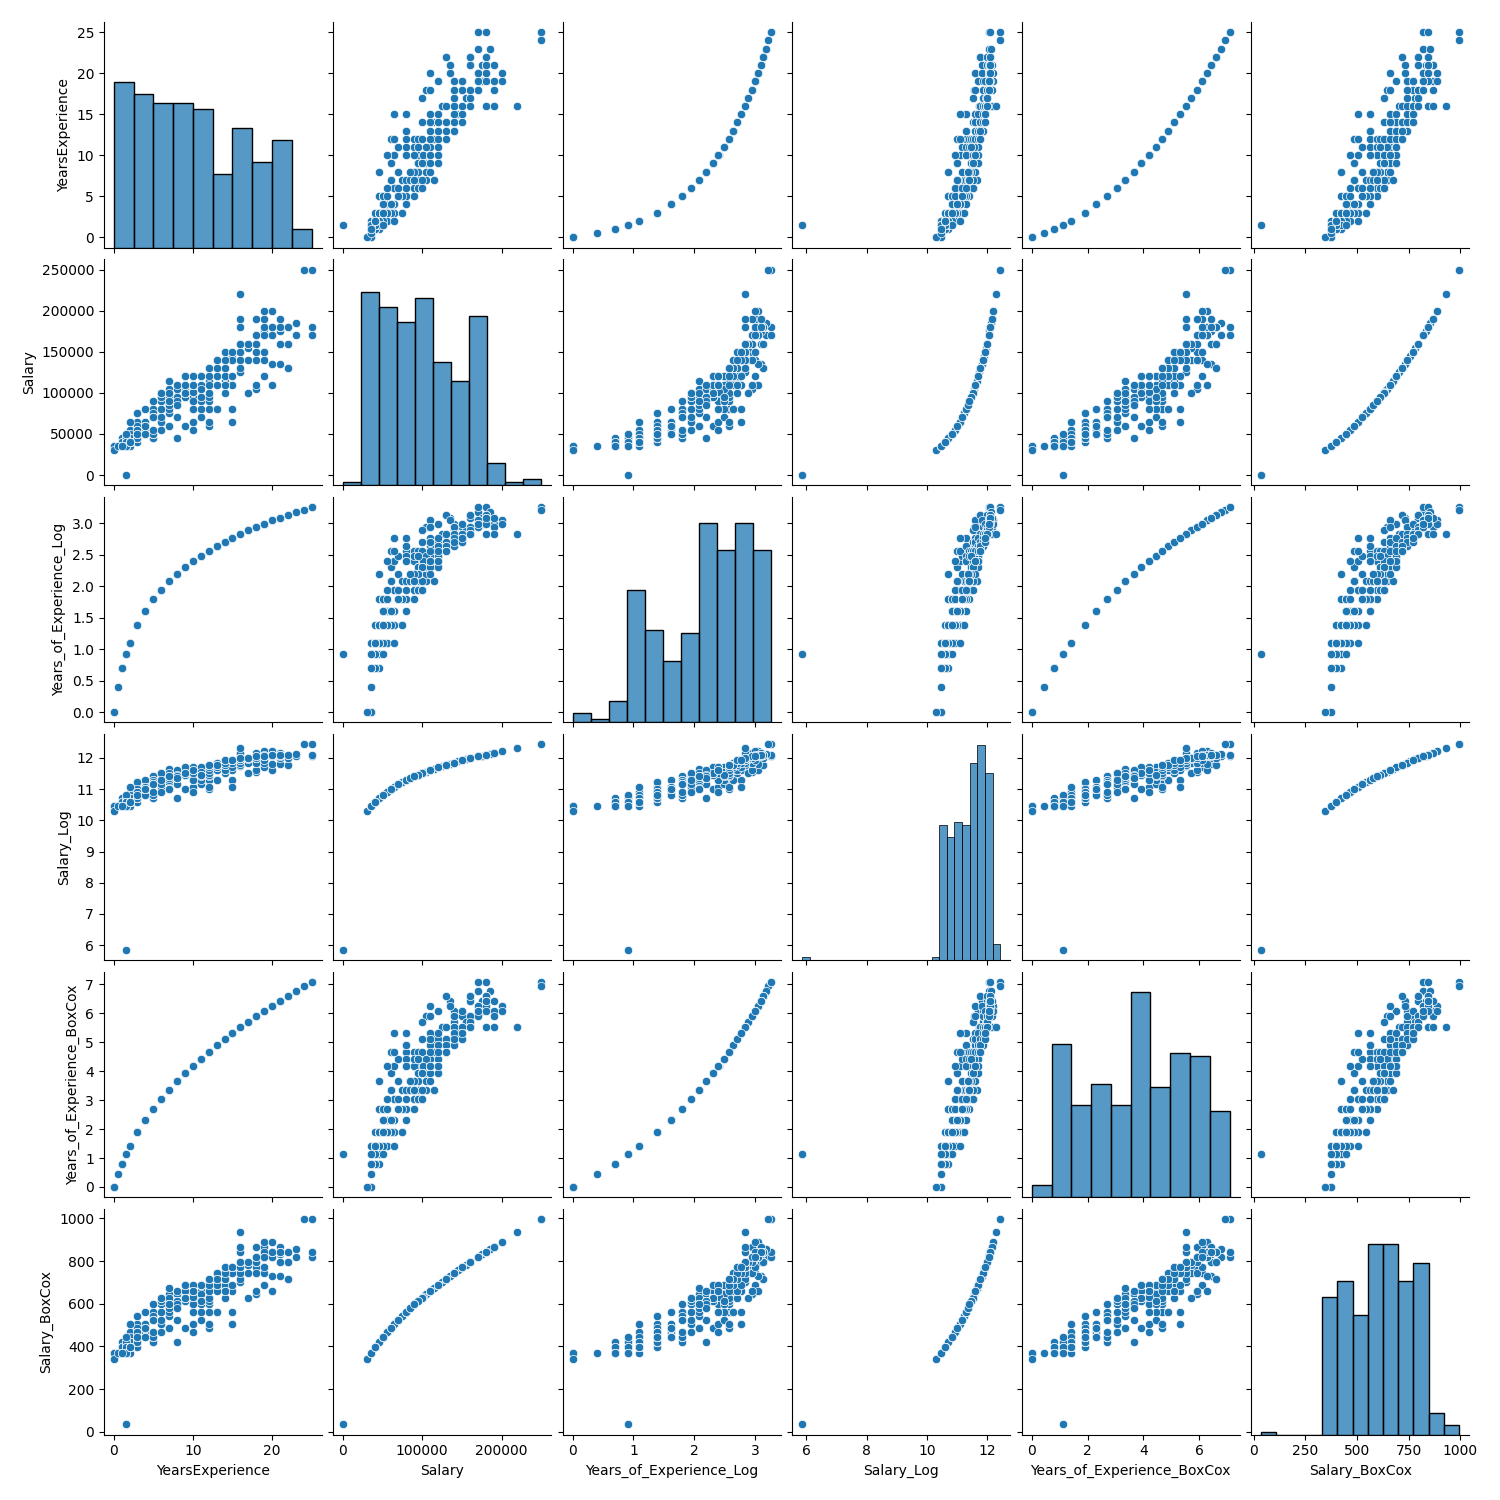 25
20
15
10
5
0
YearsExperience
250000
200000
150000
100000
50000
0
Salary
3.0
2.5
2.0
1.5
1.0
0.5
0.0
Years_of_Experience_Log
12
11
10
9
8
7
6
Salary_Log
7
6
5
4
3
2
1
0
Years_of_Experience_BoxCox
1000
800
600
400
200
0
Salary_BoxCox
0 10 20
YearsExperience
0 100000 200000
Salary
0 1 2 3
Years_of_Experience_Log
6 8 10 12
Salary_Log
0 2 4 6
Years_of_Experience_BoxCox
0 250 500 750 1000
Salary_BoxCox